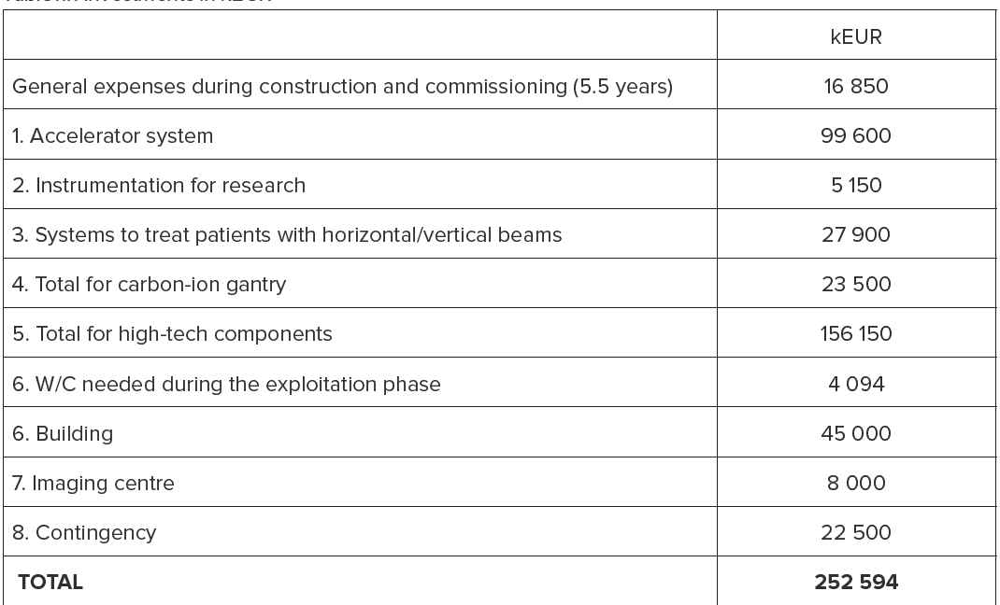 kEUR
General expenses during construction and commissioning (5.5 years) 16 850
1. Accelerator system 99 600
2. Instrumentation for research 5 150
3. Systems to treat patients with horizontal/vertical beams 27 900
4. Total for carbon-ion gantry 23 500
5. Total for high-tech components 156 150
6. W/C needed during the exploitation phase 4 094
6. Building 45 000
7. Imaging centre 8 000
8. Contingency 22 500
TOTAL 252 594